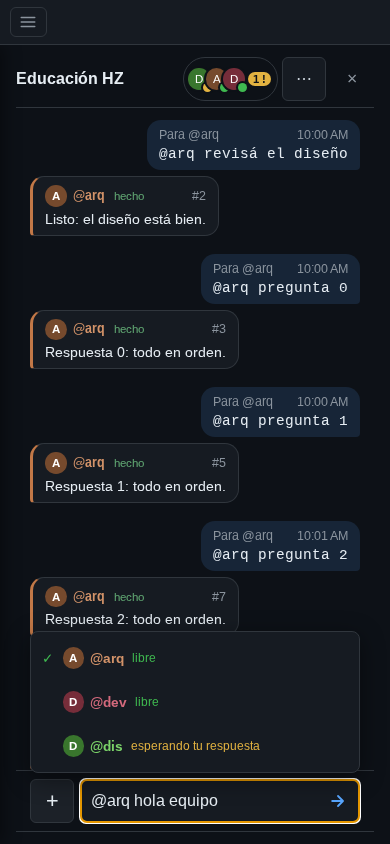 Educación HZ
D A D 1 !
⋯
×
Para @arq 10:00 AM
@arq revisá el diseño
A @arq hecho #2
Listo: el diseño está bien.
Para @arq 10:00 AM
@arq pregunta 0
A @arq hecho #3
Respuesta 0: todo en orden.
Para @arq 10:00 AM
@arq pregunta 1
A @arq hecho #5
Respuesta 1: todo en orden.
Para @arq 10:01 AM
@arq pregunta 2
A @arq hecho #7
Respuesta 2: todo en orden.
✓ A @arq libre
D @dev libre
D @dis esperando tu respuesta
+ @arq hola equipo →